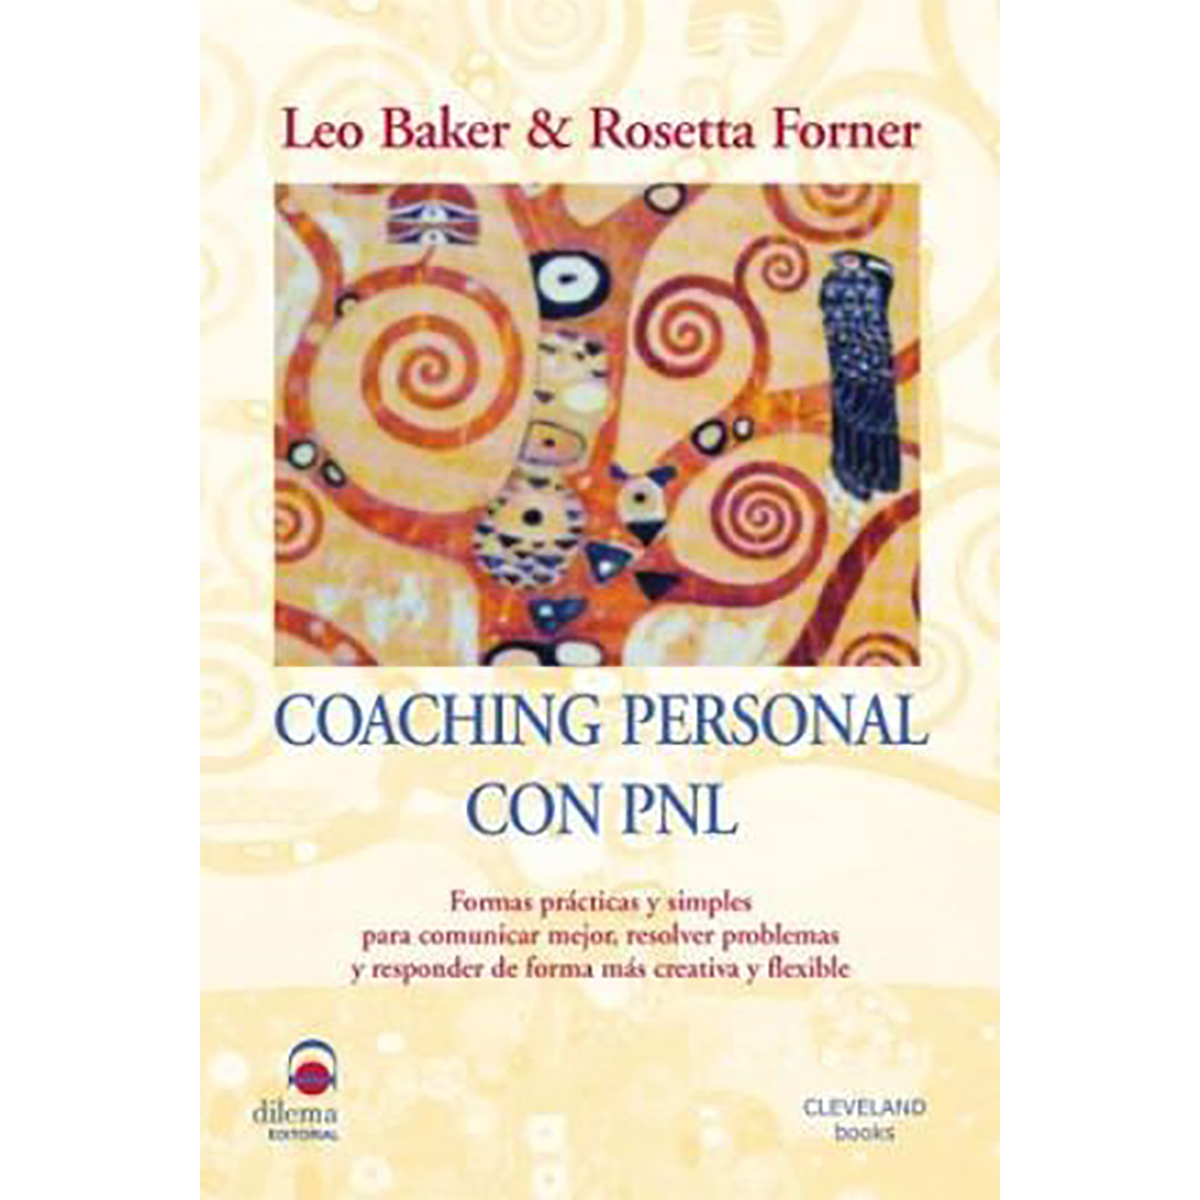 Leo Baker & Rosetta Forner
COACHING PERSONAL
CON PNL
Formas prácticas y simples
para comunicar mejor, resolver problemas
y responder de forma más creativa y flexible
dilema
EDITORIAL
CLEVELAND
books